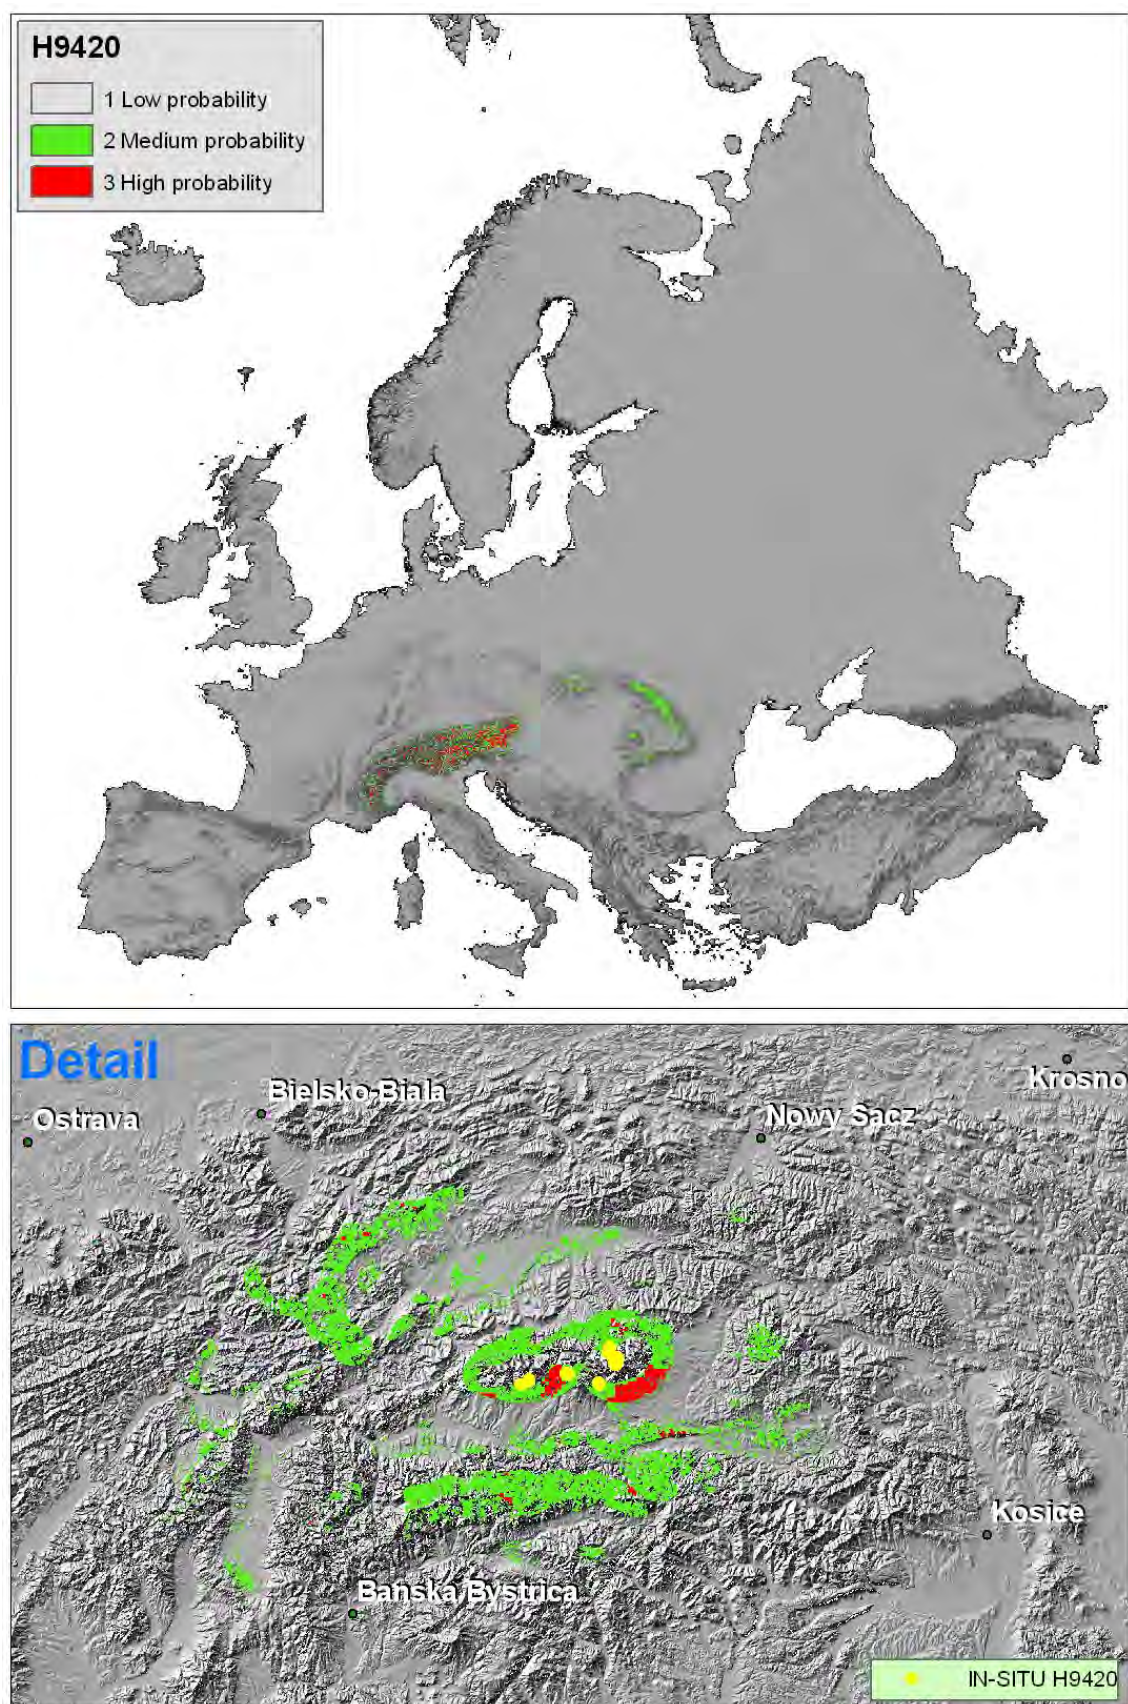 H9420
1 Low probability
2 Medium probability
3 High probability
Detail
Krosno
Bielsko-Biala
Ostrava
Nowy Sacz
Kosice
Banska Bystrica
IN-SITU H9420